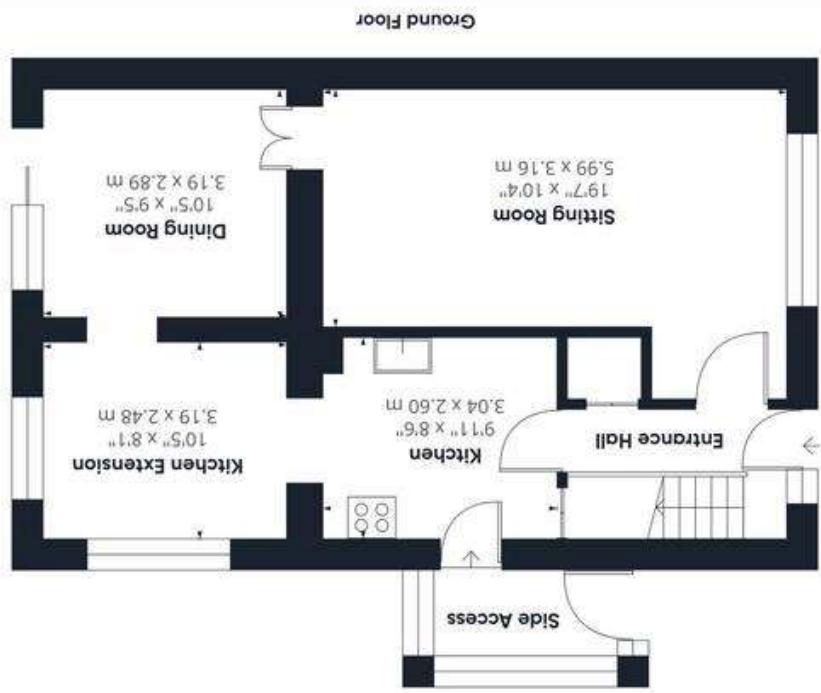 Side Access
Entrance Hall
Kitchen
9'11" x 8'6"
3.04 x 2.60 m
Kitchen Extension
10'5" x 8'1"
3.19 x 2.48 m
Sitting Room
19'7" x 10'4"
5.99 x 3.16 m
Dining Room
10'5" x 9'5"
3.19 x 2.89 m
Ground Floor